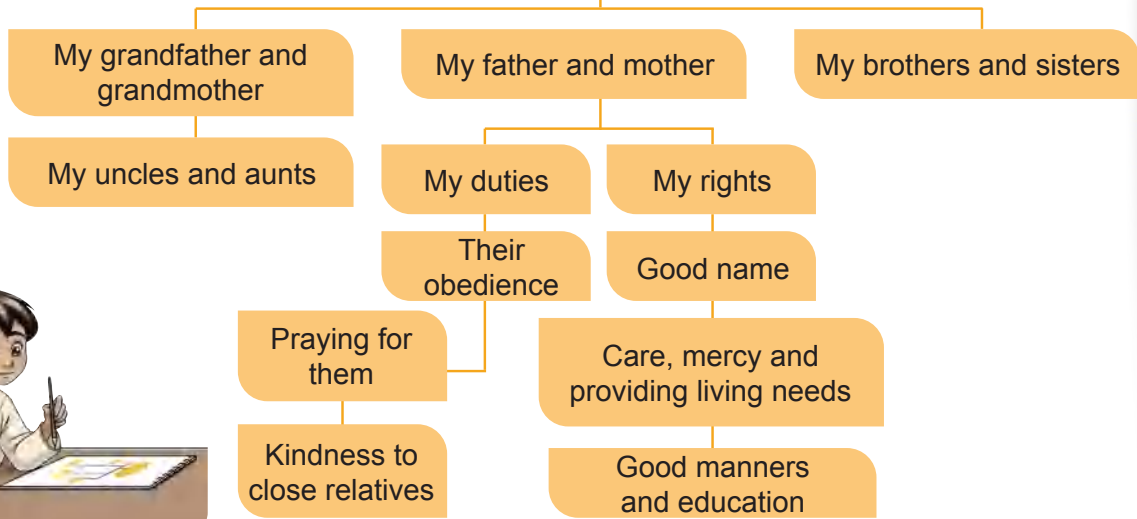 My grandfather and
grandmother
My father and mother
My brothers and sisters
My uncles and aunts
My duties
My rights
Their
obedience
Good name
Praying for
them
Care, mercy and
providing living needs
Kindness to
close relatives
Good manners
and education